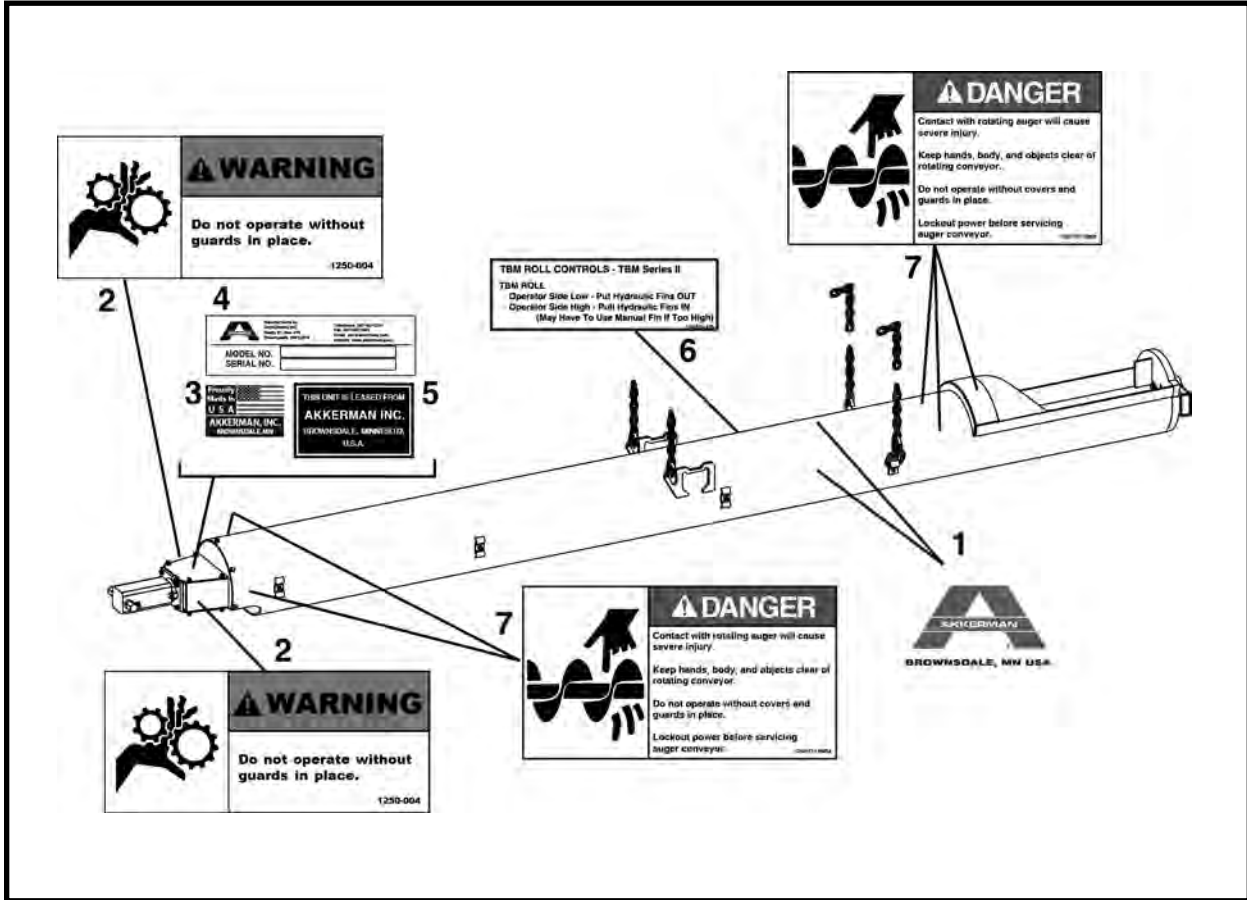 WARNING
Do not operate without
guards in place.
1250-004
2
4
MODEL NO.
SERIAL NO.
3
Proudly
Made In
U S A
AKKERMAN, INC.
BROWNSDALE, MN
THIS UNIT IS LEASED FROM
AKKERMAN INC.
BROWNSDALE, MINNESOTA,
U.S.A.
5
TBM ROLL CONTROLS - TBM Series II
TBM ROLL
Operator Side Low - Put Hydraulic Fins OUT
Operator Side High - Pull Hydraulic Fins IN
(May Have To Use Manual Fin If Too High)
6
DANGER
Contact with rotating auger will cause
severe injury.
Keep hands, body, and objects clear of
rotating conveyor.
Do not operate without covers and
guards in place.
Lockout power before servicing
auger conveyor.
7
1
AKKERMAN
BROWNSDALE, MN USA
7
DANGER
Contact with rotating auger will cause
severe injury.
Keep hands, body, and objects clear of
rotating conveyor.
Do not operate without covers and
guards in place.
Lockout power before servicing
auger conveyor.
2
WARNING
Do not operate without
guards in place.
1250-004